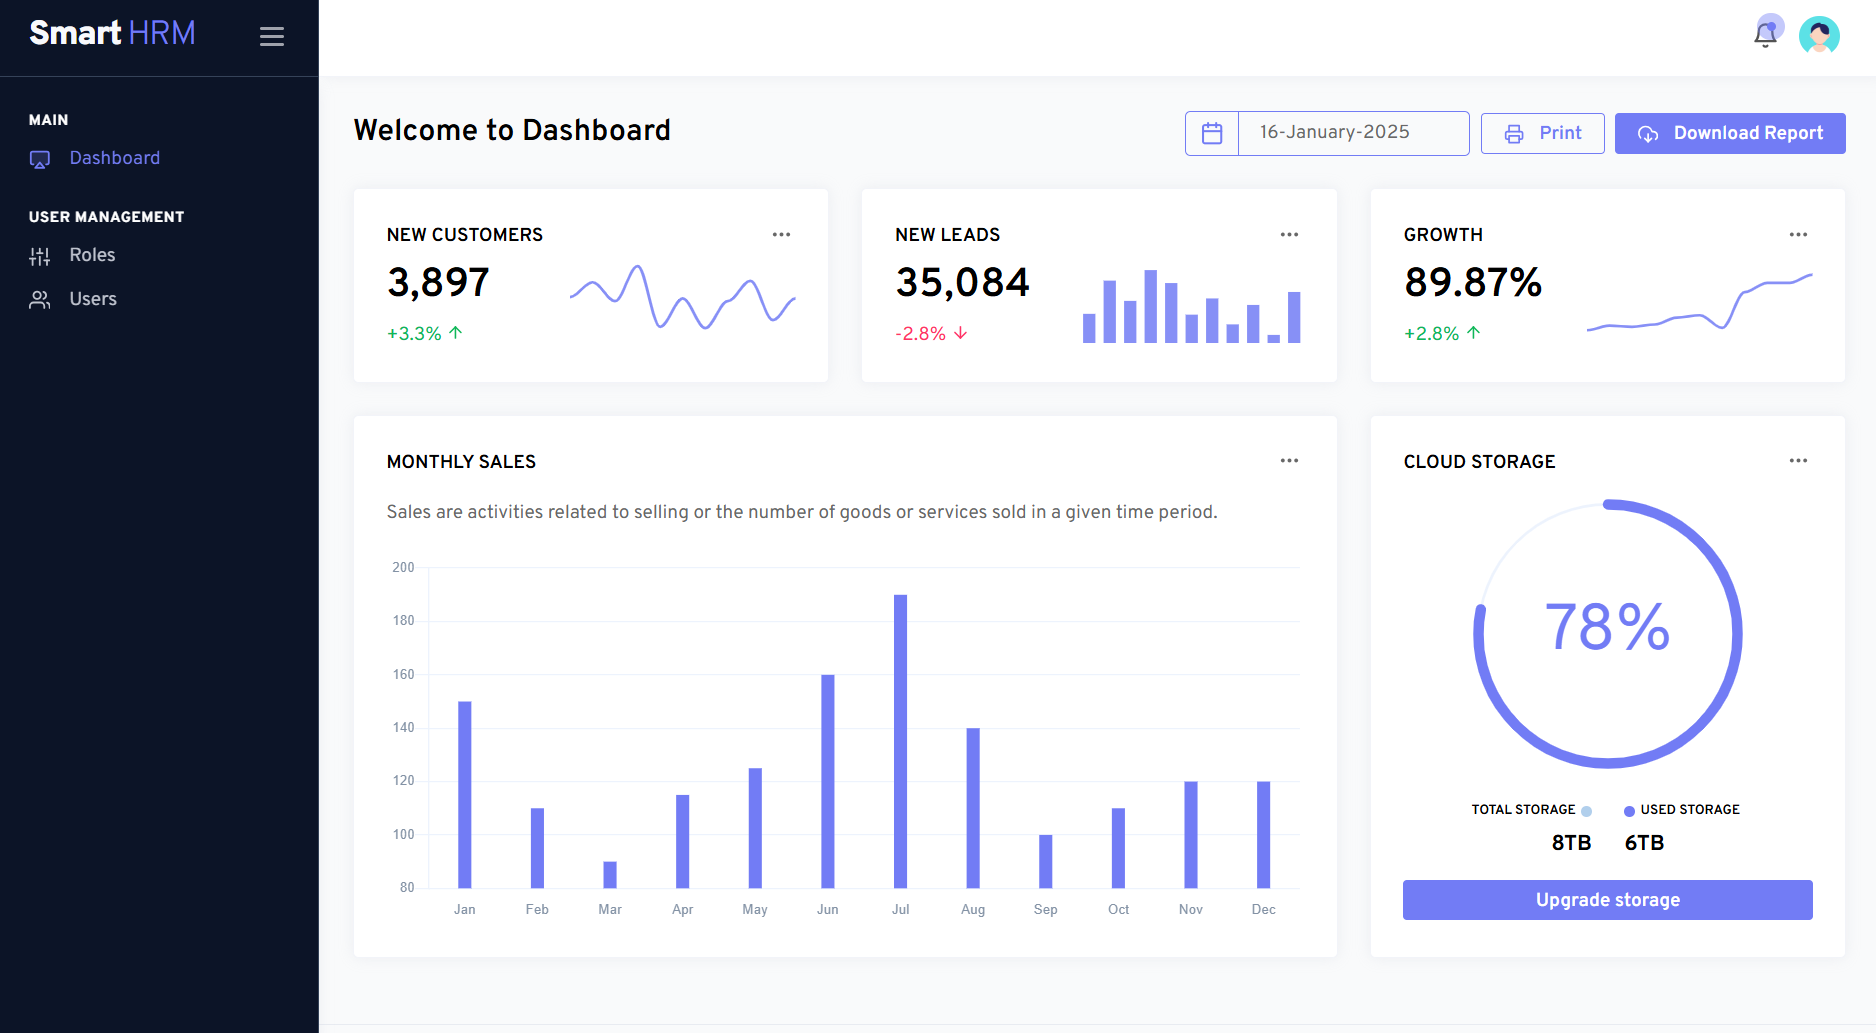 Smart HRM
MAIN
Dashboard
USER MANAGEMENT
Roles
Users
Welcome to Dashboard
16-January-2025
Print
Download Report
NEW CUSTOMERS
3,897
+3.3%
NEW LEADS
35,084
-2.8%
GROWTH
89.87%
+2.8%
MONTHLY SALES
Sales are activities related to selling or the number of goods or services sold in a given time period.
200
180
160
140
120
100
80
Jan Feb Mar Apr May Jun Jul Aug Sep Oct Nov Dec
CLOUD STORAGE
78%
TOTAL STORAGE USED STORAGE
8TB 6TB
Upgrade storage